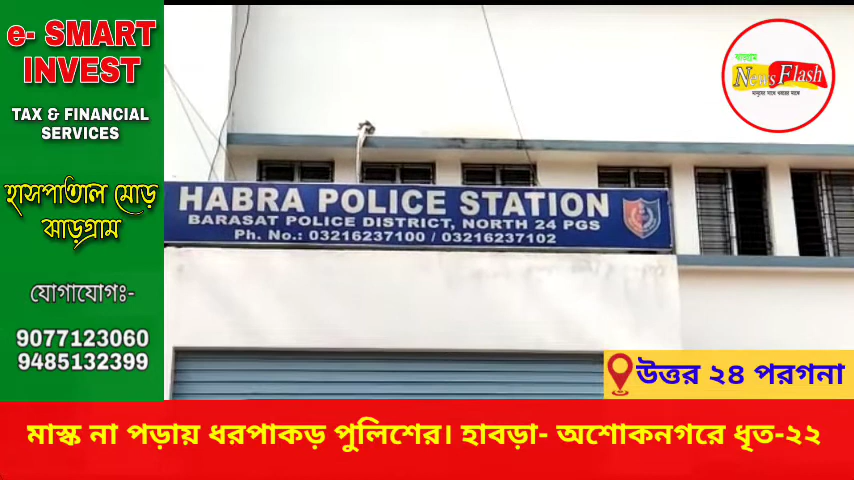 e- SMART
INVEST
TAX & FINANCIAL
SERVICES
হাসপাতাল মোড়
ঝাড়গ্রাম
যোগাযোগঃ-
9077123060
9485132399
HABRA POLICE STATION
BARASAT POLICE DISTRICT, NORTH 24 PGS
Ph. No.: 03216237100 / 03216237102
ঝাড়গ্রাম
News Flash
উত্তর ২৪ পরগনা
মাস্ক না পড়ায় ধরপাকড় পুলিশের। হাবড়া- অশোকনগরে ধৃত-২২